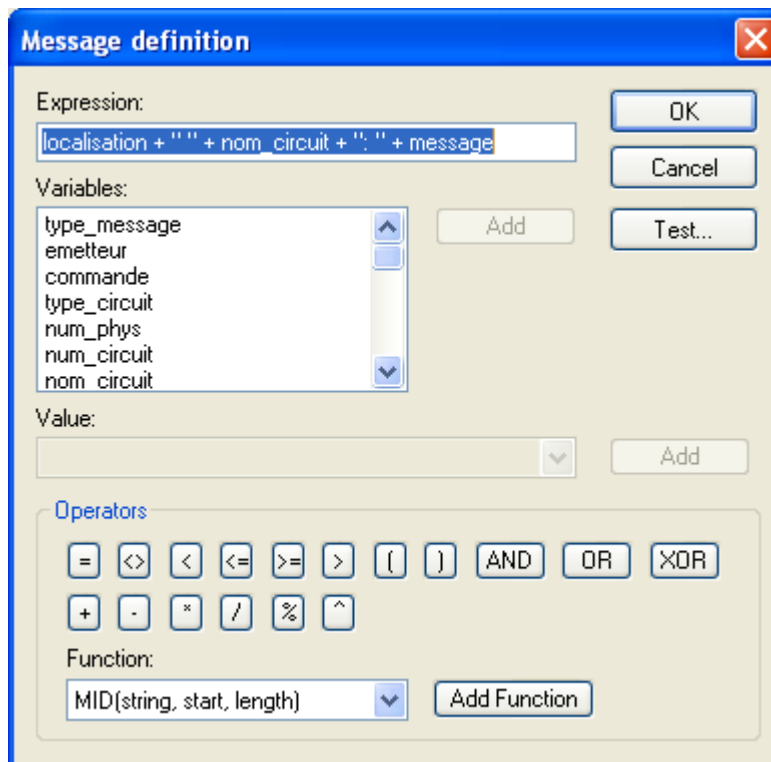 Message definition
Expression:
OK
localisation + " " + nom_circuit + ": " + message
Cancel
Variables:
type_message
Add
Test...
emetteur
commande
type_circuit
num_phys
num_circuit
nom_circuit
Value:
Add
Operators
= <> < <= >= > ( ) AND OR XOR
+ - * / % ^
Function:
MID(string, start, length)
Add Function